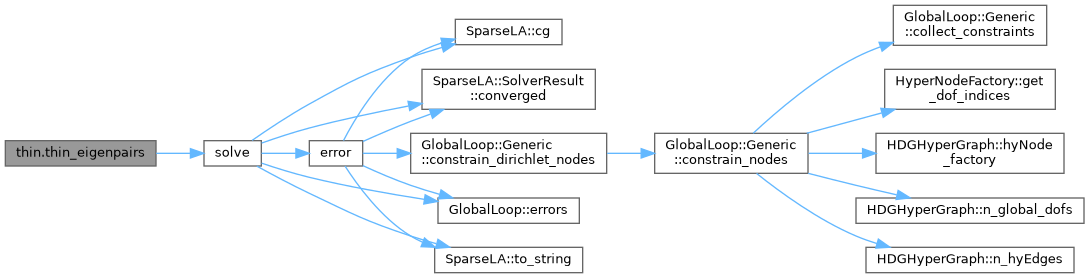 thin.thin_eigenpairs
solve
error
SparseLA::cg
SparseLA::SolverResult
::converged
GlobalLoop::Generic
::constrain_dirichlet_nodes
GlobalLoop::errors
SparseLA::to_string
GlobalLoop::Generic
::constrain_nodes
GlobalLoop::Generic
::collect_constraints
HyperNodeFactory::get
_dof_indices
HDGHyperGraph::hyNode
_factory
HDGHyperGraph::n_global_dofs
HDGHyperGraph::n_hyEdges